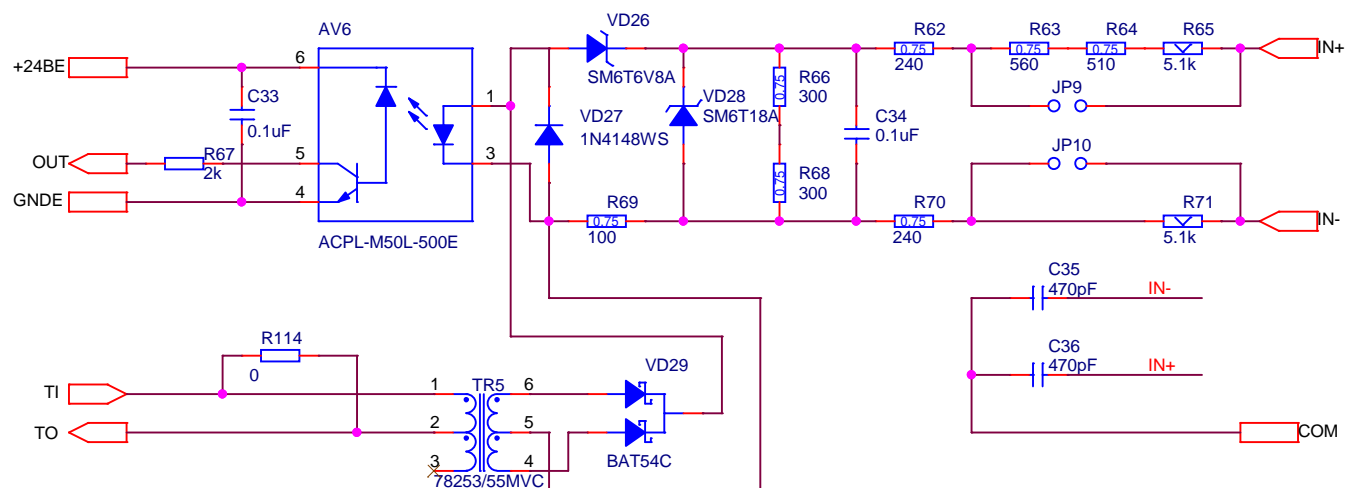 AV6
VD26
R62
R63
R64
R65
+24BE
6
0.75
0.75
0.75
IN+
SM6T6V8A
240
560
510
5.1k
C33
0.1uF
1
R66
0.75
300
VD28
SM6T18A
JP9
VD27
1N4148WS
C34
0.1uF
OUT
R67
2k
5
3
JP10
R68
0.75
300
GNDE
4
R69
0.75
100
R70
0.75
240
R71
5.1k
IN-
ACPL-M50L-500E
C35
470pF
IN-
R114
0
C36
470pF
IN+
VD29
TI
1
TR5
6
TO
2
5
COM
3
4
BAT54C
78253/55MVC